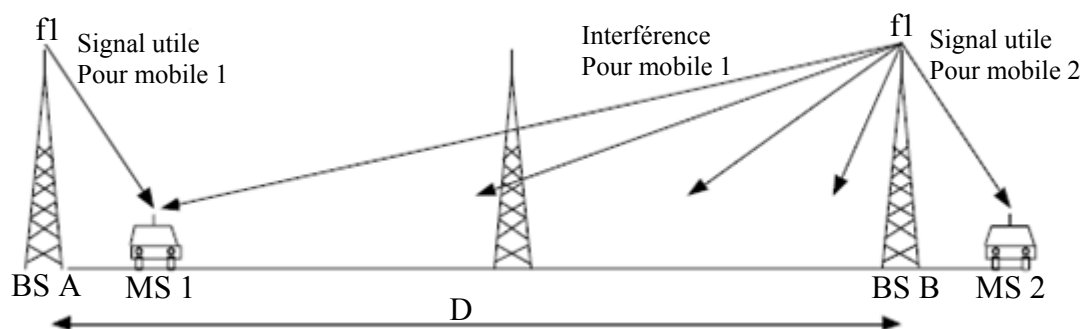 f1
Signal utile
Pour mobile 1
Interférence
Pour mobile 1
f1
Signal utile
Pour mobile 2
BS A
MS 1
BS B
MS 2
D